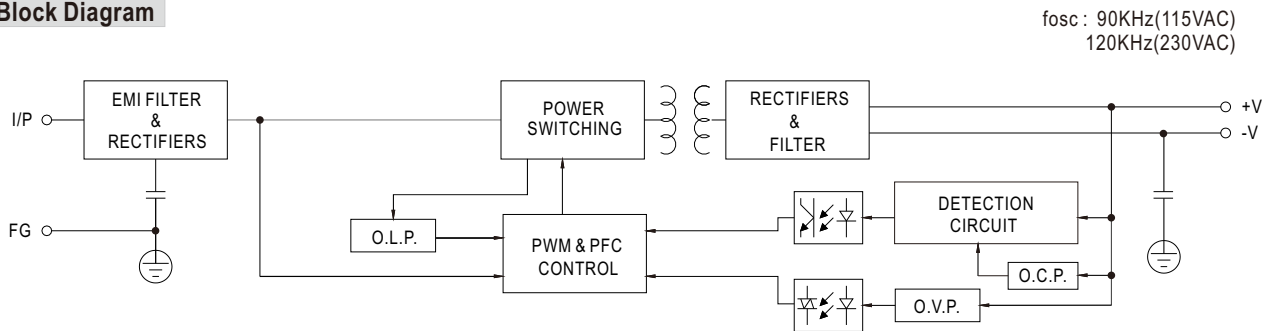 Block Diagram
fosc : 90KHz(115VAC)
120KHz(230VAC)
I/P
EMI FILTER
&
RECTIFIERS
POWER
SWITCHING
RECTIFIERS
&
FILTER
+V
-V
FG
O.L.P.
PWM & PFC
CONTROL
DETECTION
CIRCUIT
O.C.P.
O.V.P.